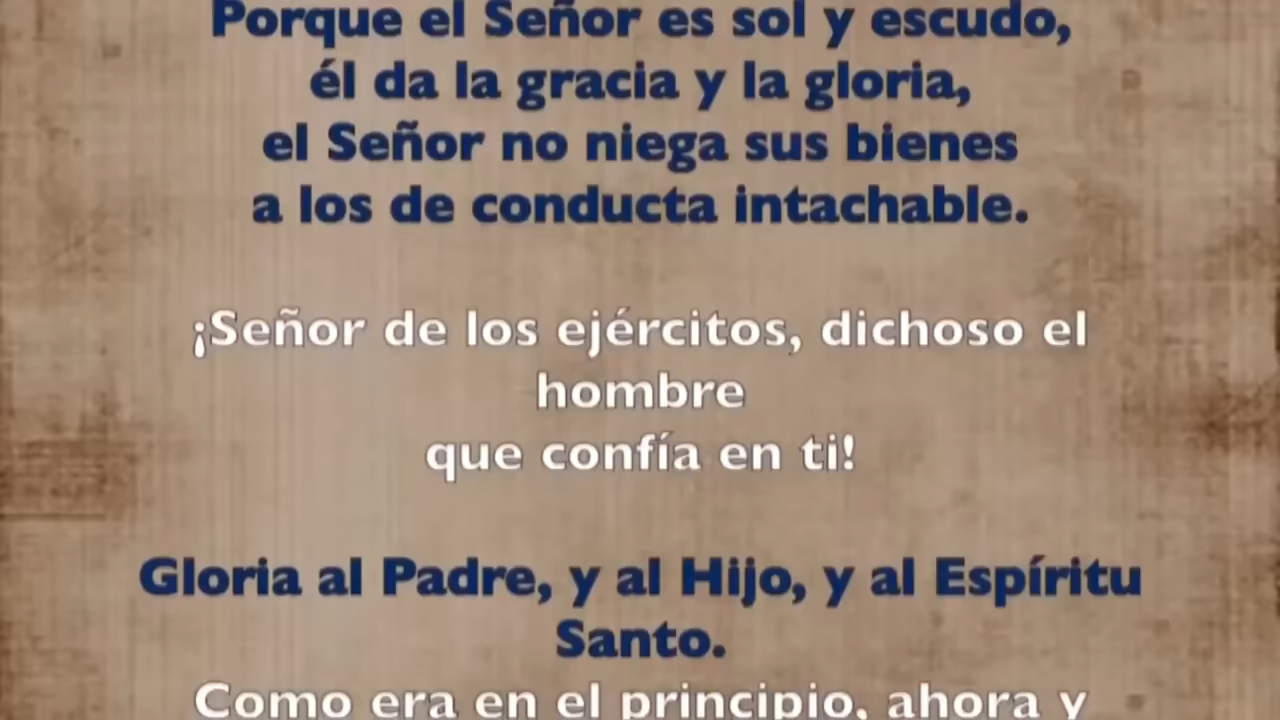 Porque el Señor es sol y escudo,
él da la gracia y la gloria,
el Señor no niega sus bienes
a los de conducta intachable.
¡Señor de los ejércitos, dichoso el
hombre
que confía en ti!
Gloria al Padre, y al Hijo, y al Espíritu
Santo.
Como era en el principio, ahora y